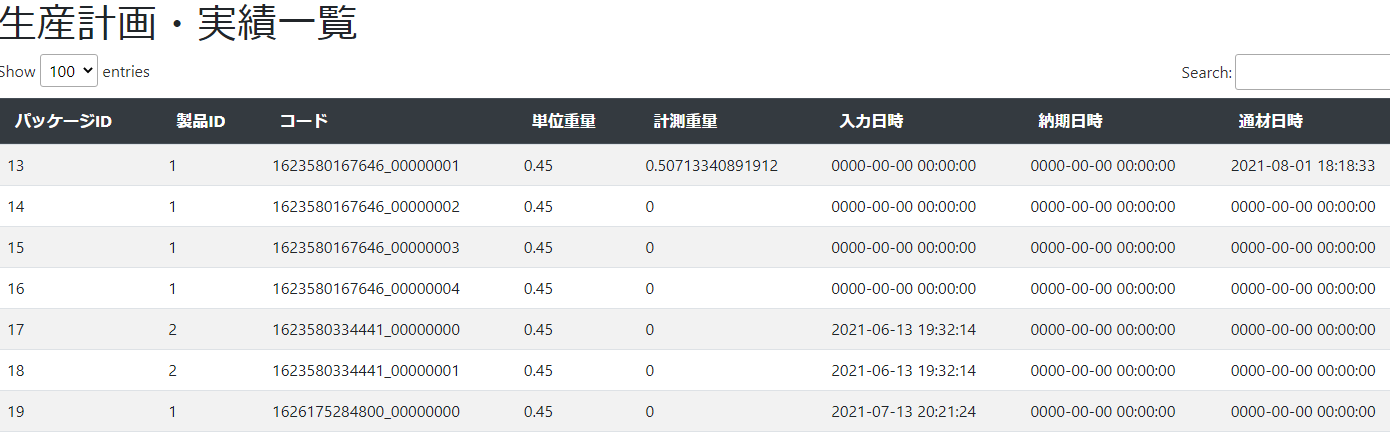 生産計画・実績一覧
Show 100 entries Search:
パッケージID 製品ID コード 単位重量 計測重量 入力日時 納期日時 通材日時
13 1 1623580167646_00000001 0.45 0.50713340891912 0000-00-00 00:00:00 0000-00-00 00:00:00 2021-08-01 18:18:33
14 1 1623580167646_00000002 0.45 0 0000-00-00 00:00:00 0000-00-00 00:00:00 0000-00-00 00:00:00
15 1 1623580167646_00000003 0.45 0 0000-00-00 00:00:00 0000-00-00 00:00:00 0000-00-00 00:00:00
16 1 1623580167646_00000004 0.45 0 0000-00-00 00:00:00 0000-00-00 00:00:00 0000-00-00 00:00:00
17 2 1623580334441_00000000 0.45 0 2021-06-13 19:32:14 0000-00-00 00:00:00 0000-00-00 00:00:00
18 2 1623580334441_00000001 0.45 0 2021-06-13 19:32:14 0000-00-00 00:00:00 0000-00-00 00:00:00
19 1 1626175284800_00000000 0.45 0 2021-07-13 20:21:24 0000-00-00 00:00:00 0000-00-00 00:00:00